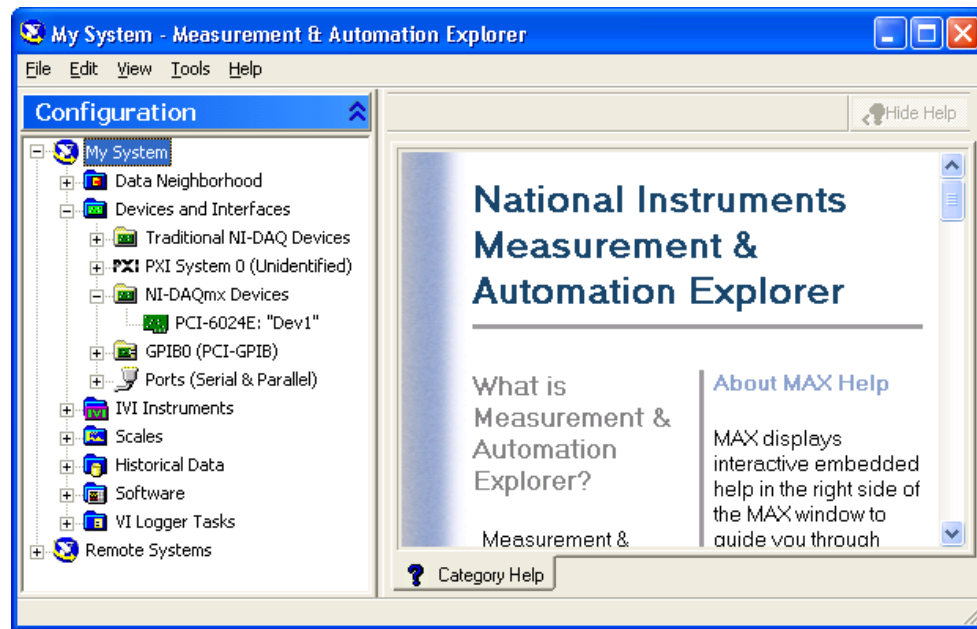 My System - Measurement & Automation Explorer
File Edit View Tools Help
Configuration
Hide Help
My System
Data Neighborhood
Devices and Interfaces
Traditional NI-DAQ Devices
PXI PXI System 0 (Unidentified)
NI-DAQmx Devices
PCI-6024E: "Dev1"
GPIB0 (PCI-GPIB)
Ports (Serial & Parallel)
IVI IVI Instruments
Scales
Historical Data
Software
VI Logger Tasks
Remote Systems
National Instruments
Measurement &
Automation Explorer
What is
Measurement &
Automation
Explorer?
Measurement &
About MAX Help
MAX displays
interactive embedded
help in the right side of
the MAX window to
guide you through
Category Help